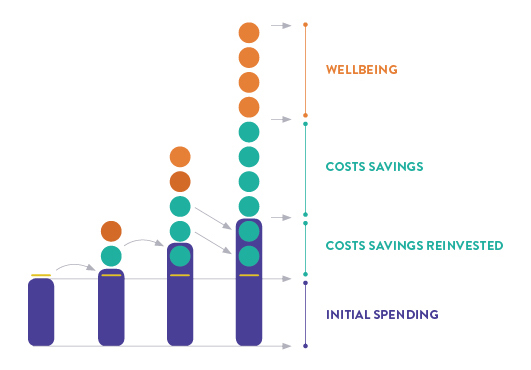 WELLBEING
COSTS SAVINGS
COSTS SAVINGS REINVESTED
INITIAL SPENDING